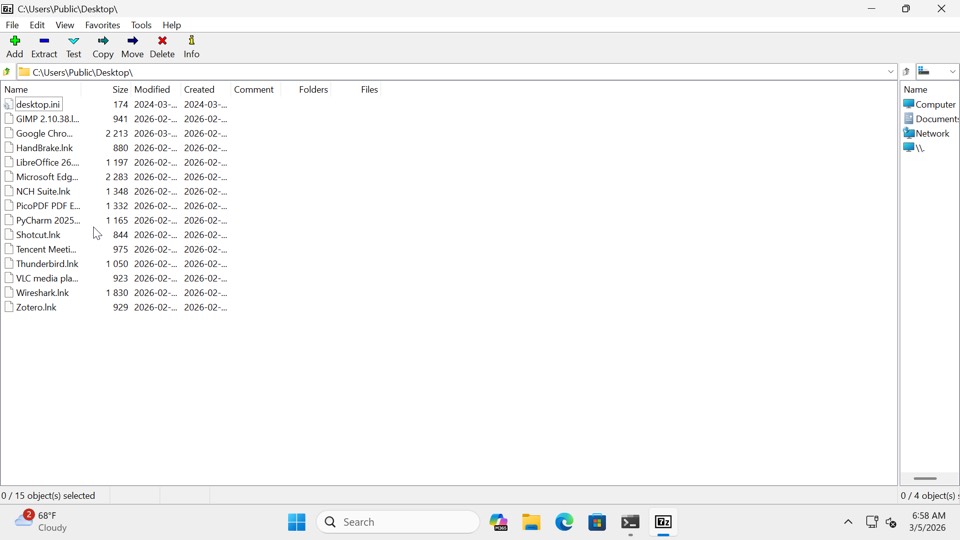 C:\Users\Public\Desktop\
File Edit View Favorites Tools Help
Add Extract Test Copy Move Delete Info
C:\Users\Public\Desktop\
Name Size Modified Created Comment Folders Files
desktop.ini 174 2024-03-... 2024-03-...
GIMP 2.10.38.l... 941 2026-02-... 2026-02-...
Google Chro... 2 213 2026-03-... 2026-02-...
HandBrake.lnk 880 2026-02-... 2026-02-...
LibreOffice 26.... 1 197 2026-02-... 2026-02-...
Microsoft Edg... 2 283 2026-02-... 2026-02-...
NCH Suite.lnk 1 348 2026-02-... 2026-02-...
PicoPDF PDF E... 1 332 2026-02-... 2026-02-...
PyCharm 2025... 1 165 2026-02-... 2026-02-...
Shotcut.lnk 844 2026-02-... 2026-02-...
Tencent Meeti... 975 2026-02-... 2026-02-...
Thunderbird.lnk 1 050 2026-02-... 2026-02-...
VLC media pla... 923 2026-02-... 2026-02-...
Wireshark.lnk 1 830 2026-02-... 2026-02-...
Zotero.lnk 929 2026-02-... 2026-02-...
0 / 15 object(s) selected
Name
Computer
Documents
Network
\\.
0 / 4 object(s) s
2
68°F
Cloudy
Search
6:58 AM
3/5/2026